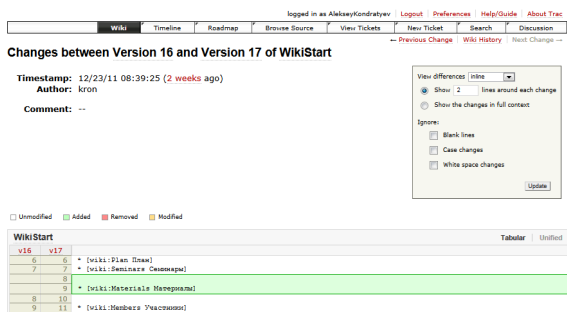 logged in as AlekseyKondratyev Logout Preferences Help/Guide About Trac
Wiki Timeline Roadmap Browse Source View Tickets New Ticket Search Discussion
← Previous Change Wiki History Next Change →
Changes between Version 16 and Version 17 of WikiStart
Timestamp: 12/23/11 08:39:25 (2 weeks ago)
Author: kron
Comment: --
View differences inline
Show 2 lines around each change
Show the changes in full context
Ignore:
Blank lines
Case changes
White space changes
Update
Unmodified Added Removed Modified
WikiStart Tabular Unified
v16 v17
6 6 * [wiki:Plan План]
7 7 * [wiki:Seminars Семинары]
8
9 * [wiki:Materials Материалы]
8 10
9 11 * [wiki:Members Участники]